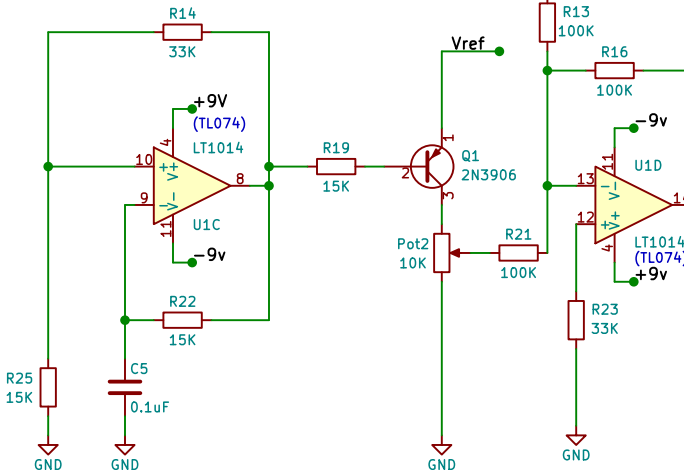 R14
33K
R13
100K
Vref
R16
100K
+9V
(TL074)
LT1014
4
V+
10
+
9
-
V-
8
11
U1C
-9v
R19
15K
1
Q1
2N3906
2
3
-9v
11
U1D
V-
13
-
12
+
V+
14
4
LT1014
(TL074)
+9v
Pot2
10K
R21
100K
R22
15K
R23
33K
R25
15K
C5
0.1uF
GND
GND
GND
GND